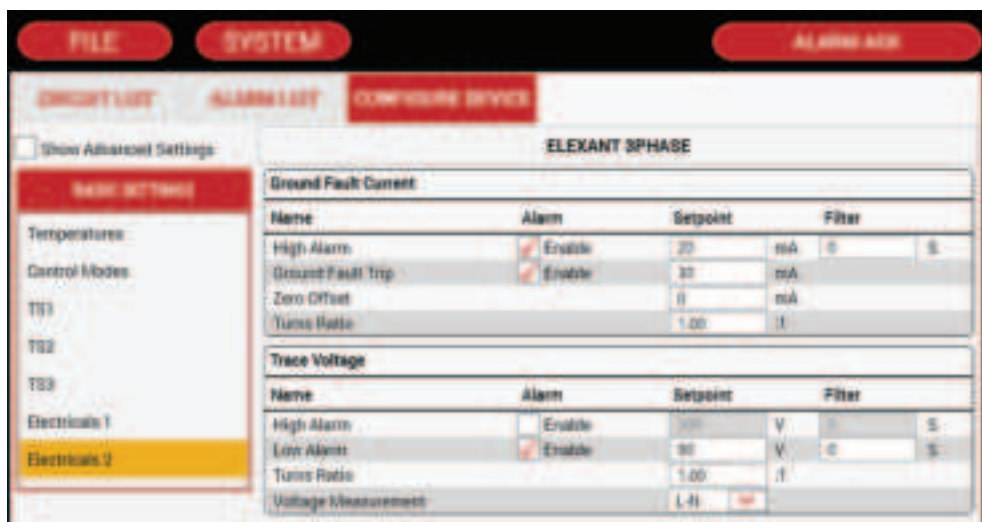 FILE SYSTEM ALARM ACK
CIRCUIT LIST ALARM LIST CONFIGURE DEVICE
Show Advanced Settings ELEXANT 3PHASE
BASIC SETTINGS
Temperatures
Control Modes
TS1
TS2
TS3
Electricals 1
Electricals 2
Ground Fault Current
Name Alarm Setpoint Filter
High Alarm Enable 20 mA 0 S
Ground Fault Trip Enable 30 mA
Zero Offset 0 mA
Turns Ratio 1.00 :1
Trace Voltage
Name Alarm Setpoint Filter
High Alarm Enable V S
Low Alarm Enable 90 V 0 S
Turns Ratio 1.00 :1
Voltage Measurement L-N